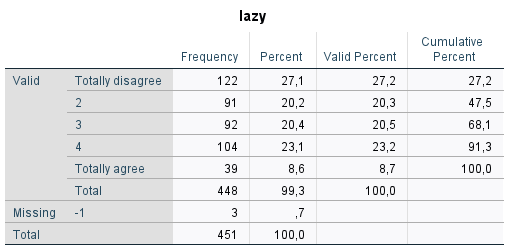 lazy
Frequency Percent Valid Percent Cumulative Percent
Valid Totally disagree 122 27,1 27,2 27,2
2 91 20,2 20,3 47,5
3 92 20,4 20,5 68,1
4 104 23,1 23,2 91,3
Totally agree 39 8,6 8,7 100,0
Total 448 99,3 100,0
Missing -1 3 ,7
Total 451 100,0